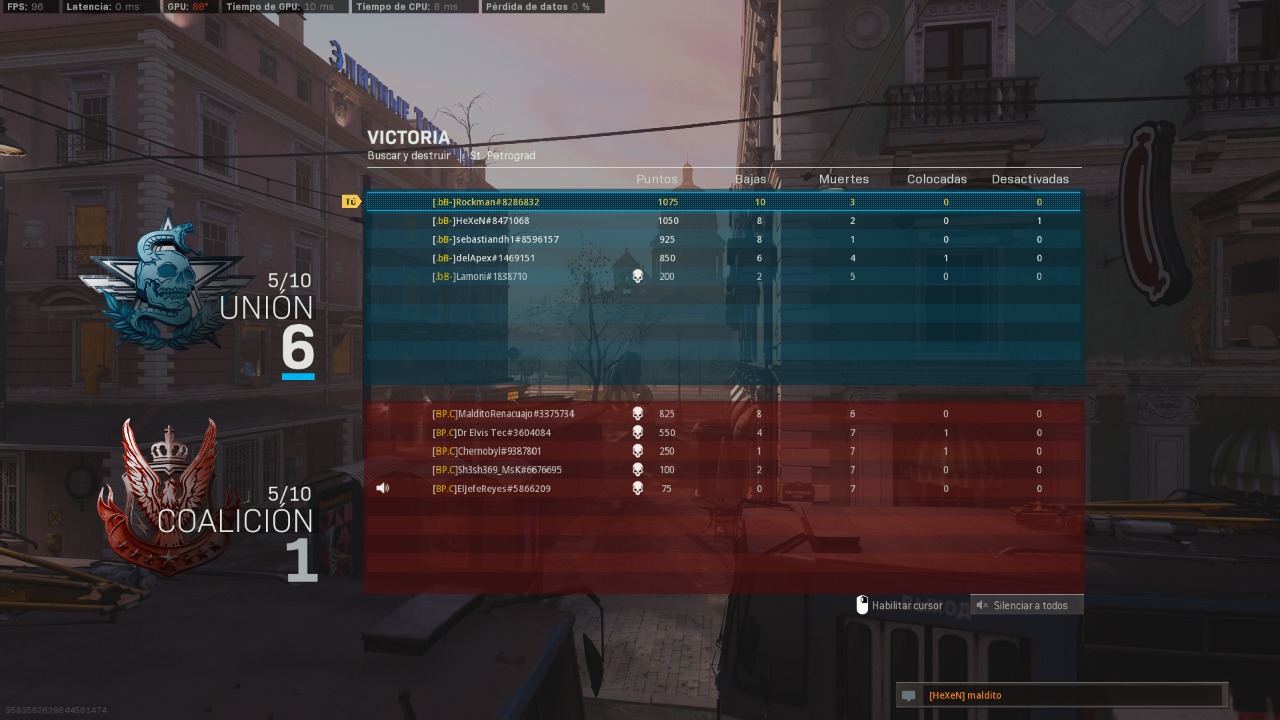 FPS: 96 Latencia: 0 ms GPU: 88° Tiempo de GPU: 10 ms Tiempo de CPU: 8 ms Pérdida de datos 0 %
ЭЛИТНЫЕ
VICTORIA
Buscar y destruir || St. Petrograd
Puntos Bajas Muertes Colocadas Desactivadas
Tú [.bB-]Rockman#8286832 1075 10 3 0 0
[.bB-]HeXeN#8471068 1050 8 2 0 1
[.bB-]sebastiandh1#8596157 925 8 1 0 0
[.bB-]delApex#1469151 850 6 4 1 0
[.bB-]Lamoni#1838710 200 2 5 0 0
5/10
UNIÓN
6
[BP.C]MalditoRenacuajo#3375734 825 8 6 0 0
[BP.C]Dr Elvis Tec#3604084 550 4 7 1 0
[BP.C]Chernobyl#9387801 250 1 7 1 0
[BP.C]Sh3sh369_MsK#6676695 100 2 7 0 0
[BP.C]ElJefeReyes#5866209 75 0 7 0 0
5/10
COALICIÓN
1
Habilitar cursor Silenciar a todos
[HeXeN] maldito